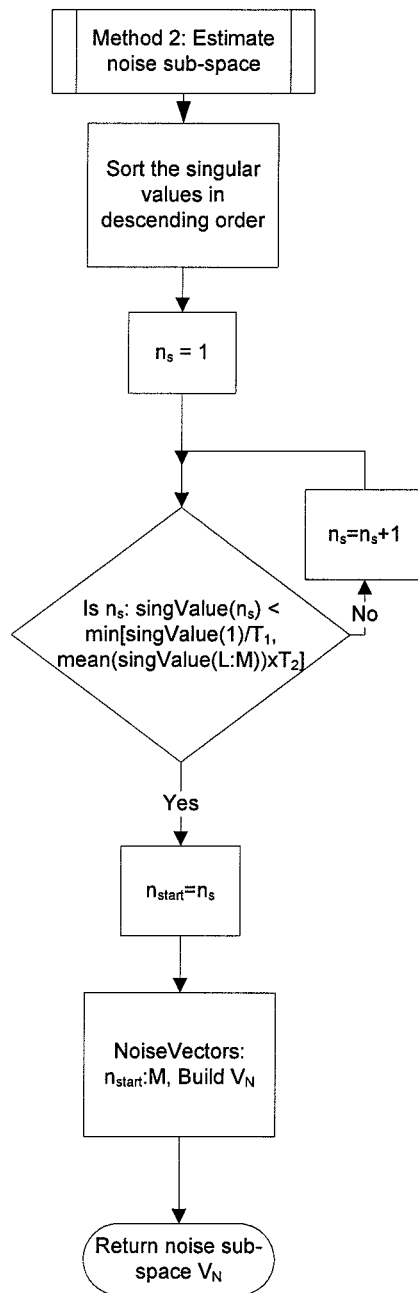 Method 2: Estimate
noise sub-space
Sort the singular
values in
descending order
nₛ = 1
nₛ=nₛ+1
Is nₛ: singValue(nₛ) <
min[singValue(1)/T₁,
mean(singValue(L:M))xT₂]
No
Yes
nₛₜₐᵣₜ=nₛ
NoiseVectors:
nₛₜₐᵣₜ:M, Build V_N
Return noise sub-
space V_N